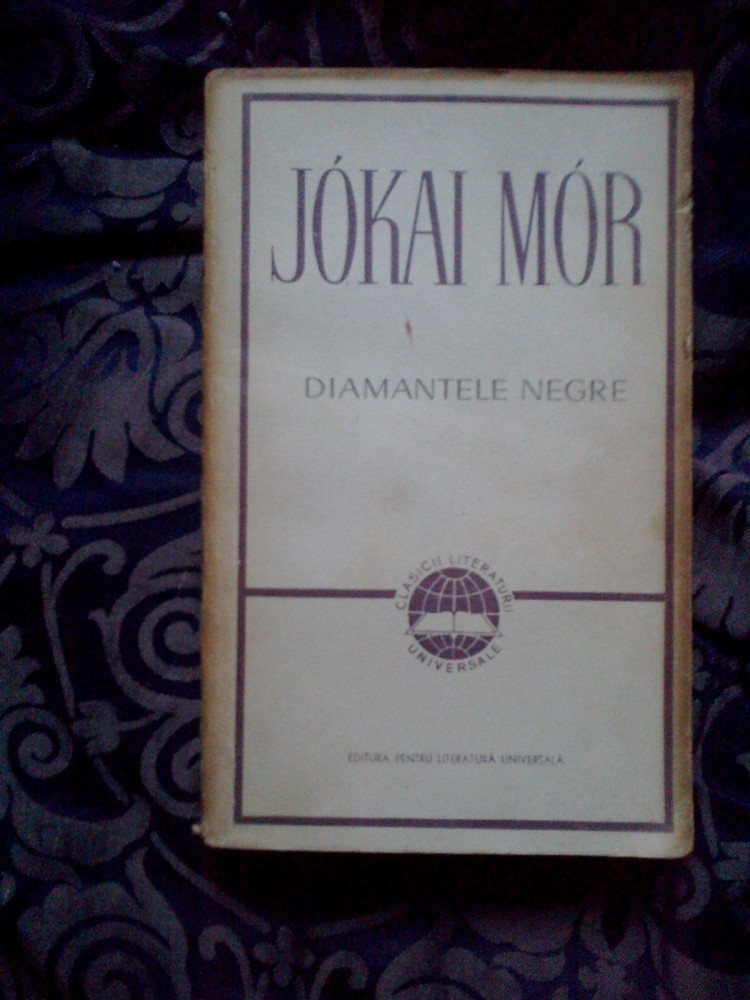 JÓKAI MÓR
DIAMANTELE NEGRE
CLASICII LITERATURII
UNIVERSALE
EDITURA PENTRU LITERATURĂ UNIVERSALĂ